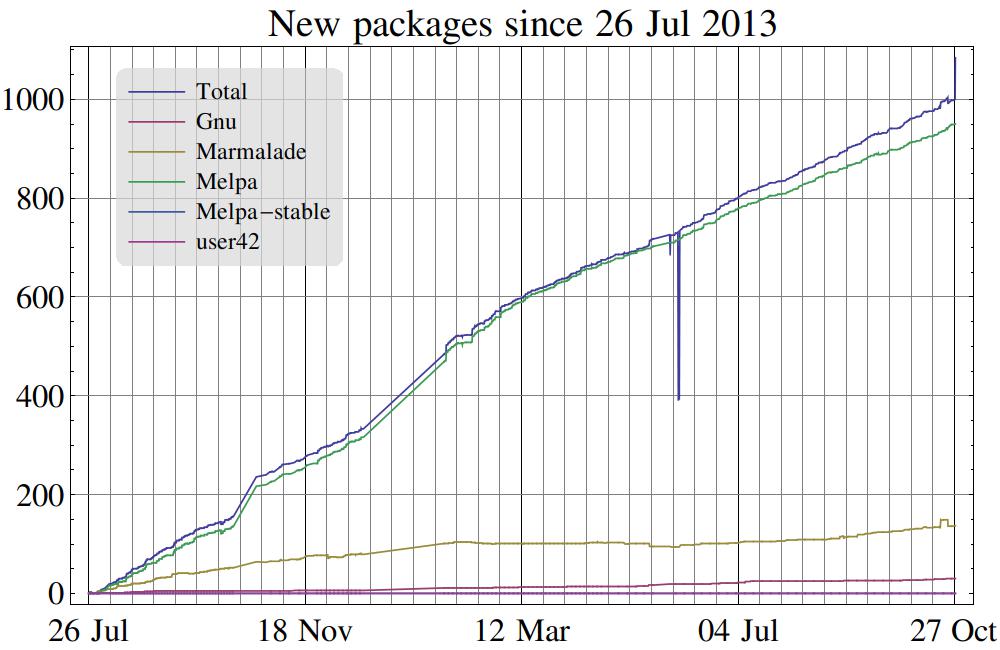 New packages since 26 Jul 2013
1000
800
600
400
200
0
Total
Gnu
Marmalade
Melpa
Melpa−stable
user42
26 Jul
18 Nov
12 Mar
04 Jul
27 Oct